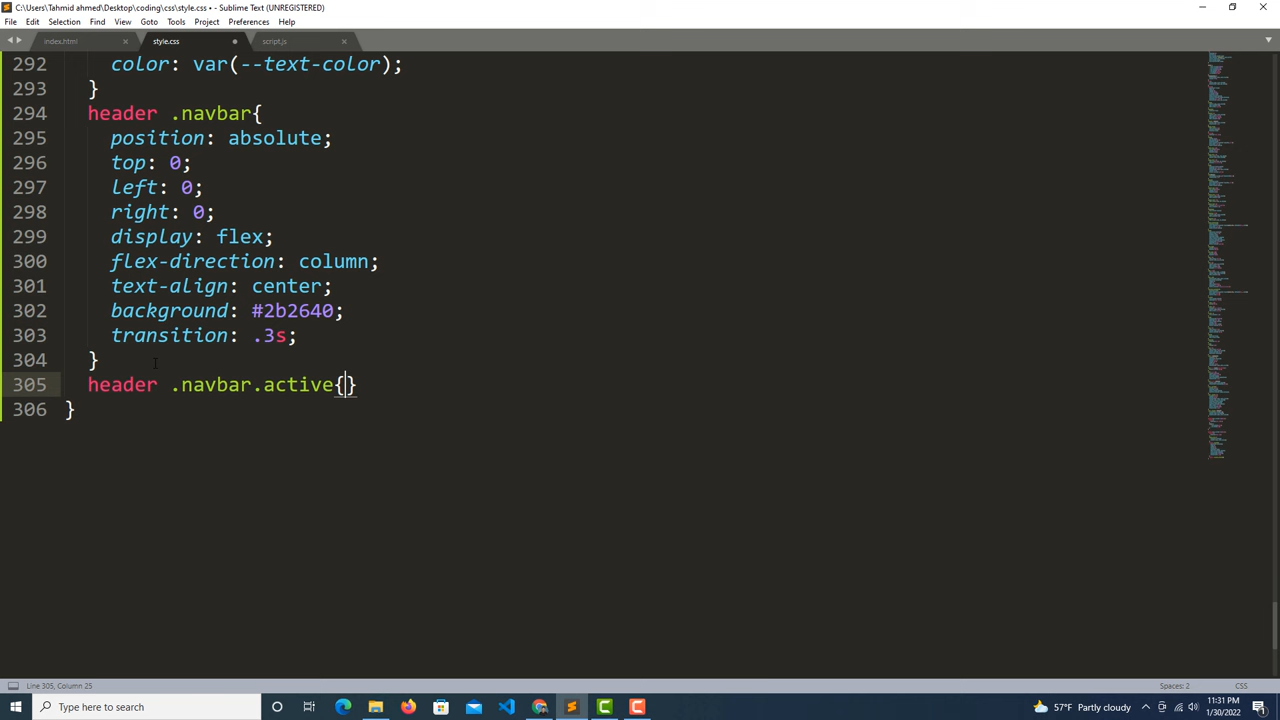 C:\Users\Tahmid ahmed\Desktop\coding\css\style.css • - Sublime Text (UNREGISTERED)
File Edit Selection Find View Goto Tools Project Preferences Help
index.html style.css script.js
292 color: var(--text-color);
293 }
294 header .navbar{
295 position: absolute;
296 top: 0;
297 left: 0;
298 right: 0;
299 display: flex;
300 flex-direction: column;
301 text-align: center;
302 background: #2b2640;
303 transition: .3s;
304 }
305 header .navbar.active{}
306 }
Line 305, Column 25 Spaces: 2 CSS
Type here to search 57°F Partly cloudy 11:31 PM
1/30/2022